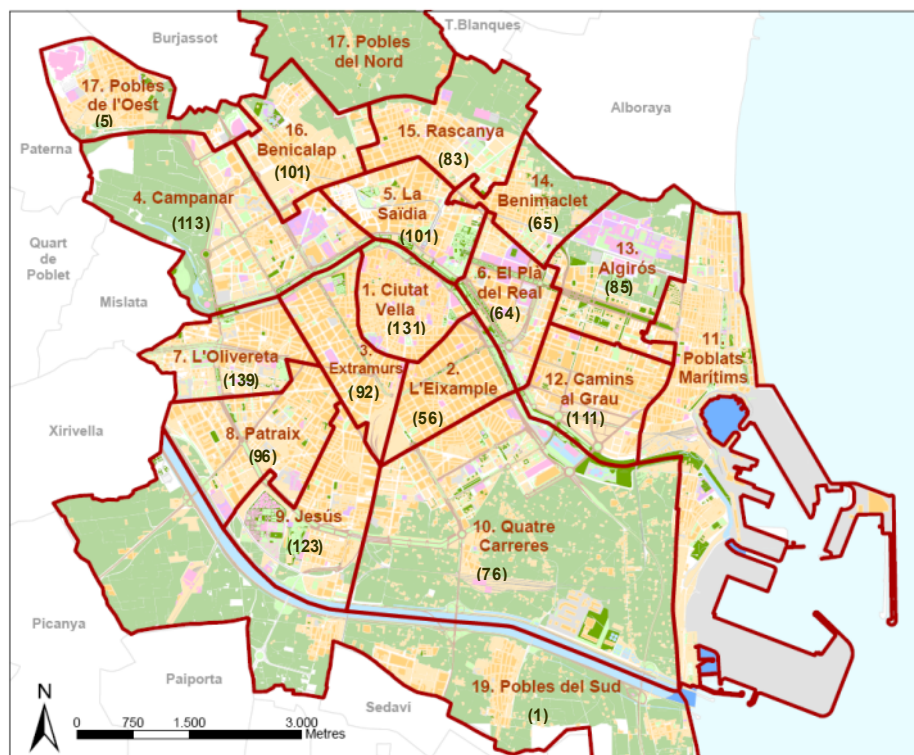 Burjassot
T.Blanques
17. Pobles
del Nord
17. Pobles
de l'Oest
(5)
Alboraya
16.
Benicalap
(101)
15. Rascanya
(83)
Paterna
4. Campanar
(113)
5. La
Saïdia
(101)
14.
Benimaclet
(65)
Quart
de
Poblet
13.
Algirós
(85)
6. El Pla
del Real
(64)
Mislata
1. Ciutat
Vella
(131)
11.
Poblats
Marítims
7. L'Olivereta
(139)
3.
Extramurs
(92)
2.
L'Eixample
(56)
12. Camins
al Grau
(111)
Xirivella
8. Patraix
(96)
9. Jesús
(123)
10. Quatre
Carreres
(76)
Picanya
Paiporta
Sedaví
19. Pobles del Sud
(1)
N
0 750 1.500 3.000
Metres